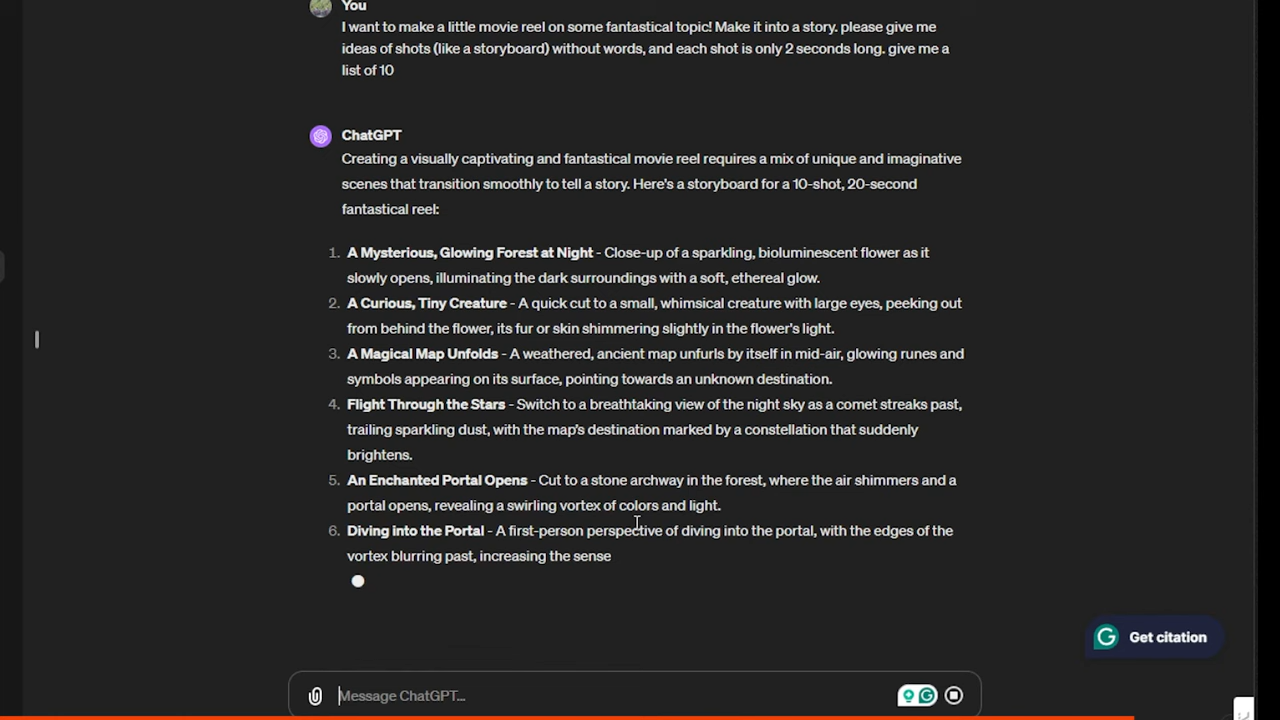 You
I want to make a little movie reel on some fantastical topic! Make it into a story. please give me
ideas of shots (like a storyboard) without words, and each shot is only 2 seconds long. give me a
list of 10
ChatGPT
Creating a visually captivating and fantastical movie reel requires a mix of unique and imaginative
scenes that transition smoothly to tell a story. Here's a storyboard for a 10-shot, 20-second
fantastical reel:
1. A Mysterious, Glowing Forest at Night - Close-up of a sparkling, bioluminescent flower as it
slowly opens, illuminating the dark surroundings with a soft, ethereal glow.
2. A Curious, Tiny Creature - A quick cut to a small, whimsical creature with large eyes, peeking out
from behind the flower, its fur or skin shimmering slightly in the flower's light.
3. A Magical Map Unfolds - A weathered, ancient map unfurls by itself in mid-air, glowing runes and
symbols appearing on its surface, pointing towards an unknown destination.
4. Flight Through the Stars - Switch to a breathtaking view of the night sky as a comet streaks past,
trailing sparkling dust, with the map's destination marked by a constellation that suddenly
brightens.
5. An Enchanted Portal Opens - Cut to a stone archway in the forest, where the air shimmers and a
portal opens, revealing a swirling vortex of colors and light.
6. Diving into the Portal - A first-person perspective of diving into the portal, with the edges of the
vortex blurring past, increasing the sense
Get citation
Message ChatGPT...